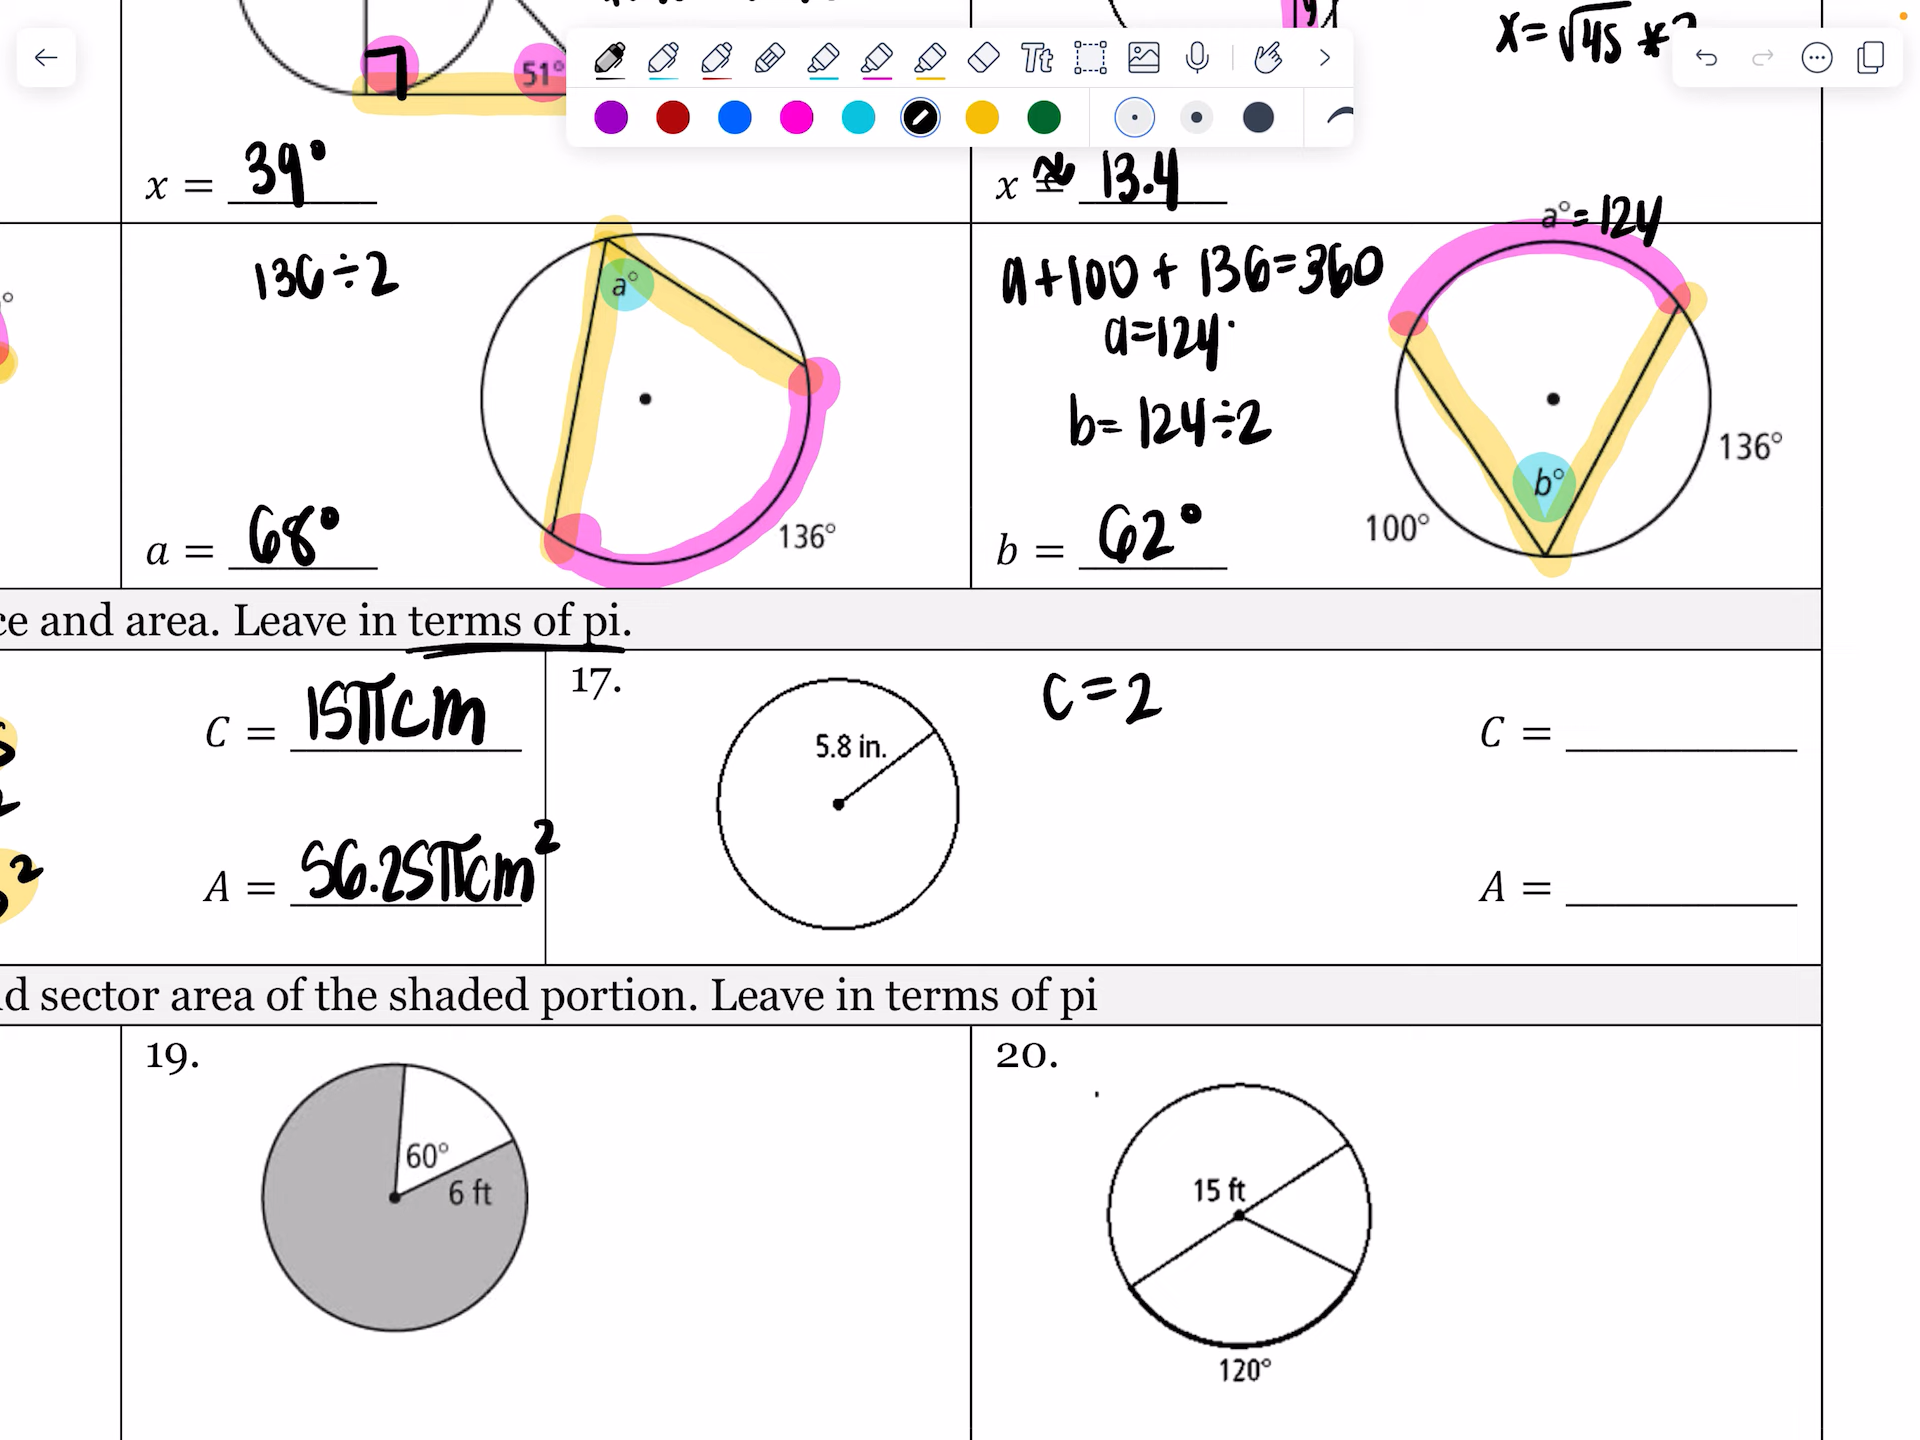 x = √45 *2
51°
Tt
x = 39°
x ≈ 13.4
136÷2
a°
136°
a = 68°
a+100 + 136=360
a=124
b= 124÷2
a°= 124
136°
b°
100°
b = 62°
ce and area. Leave in terms of pi.
C = 15πcm
A = 56.25πcm²
17.
5.8 in.
C = 2
C =
A =
d sector area of the shaded portion. Leave in terms of pi
19.
60°
6 ft
20.
15 ft
120°